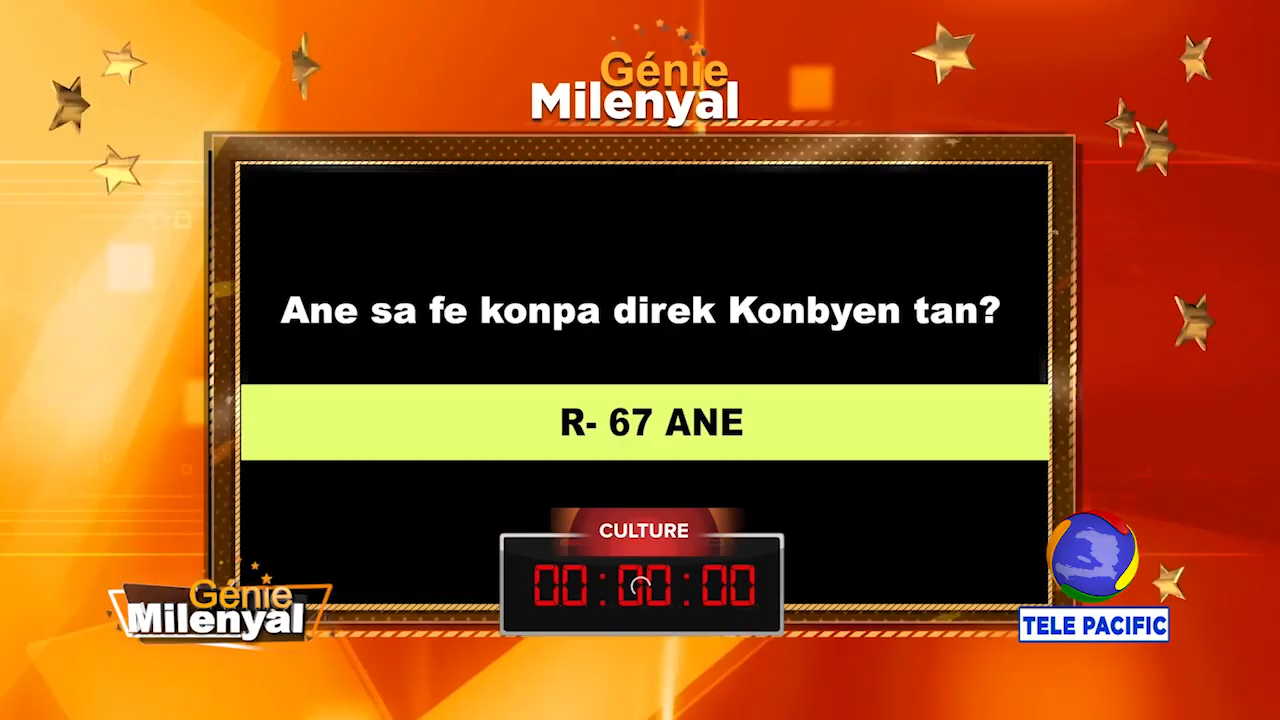 Génie
Milenyal
Ane sa fe konpa direk Konbyen tan?
R- 67 ANE
CULTURE
00:00:00
Génie
Milenyal
TELE PACIFIC